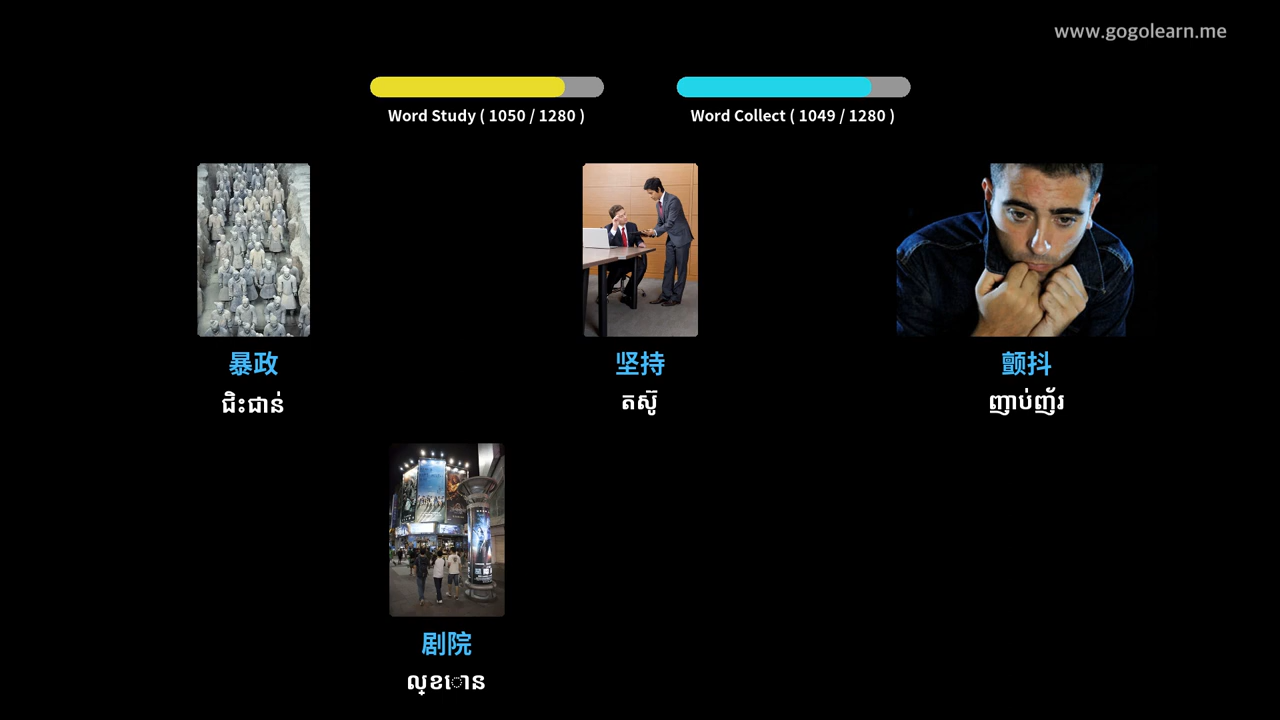 www.gogolearn.me
Word Study ( 1050 / 1280 )
Word Collect ( 1049 / 1280 )
暴政
坚持
颤抖
ជិះជាន់
តស៊ូ
ញាប់ញ័រ
剧院
ល្ខោន